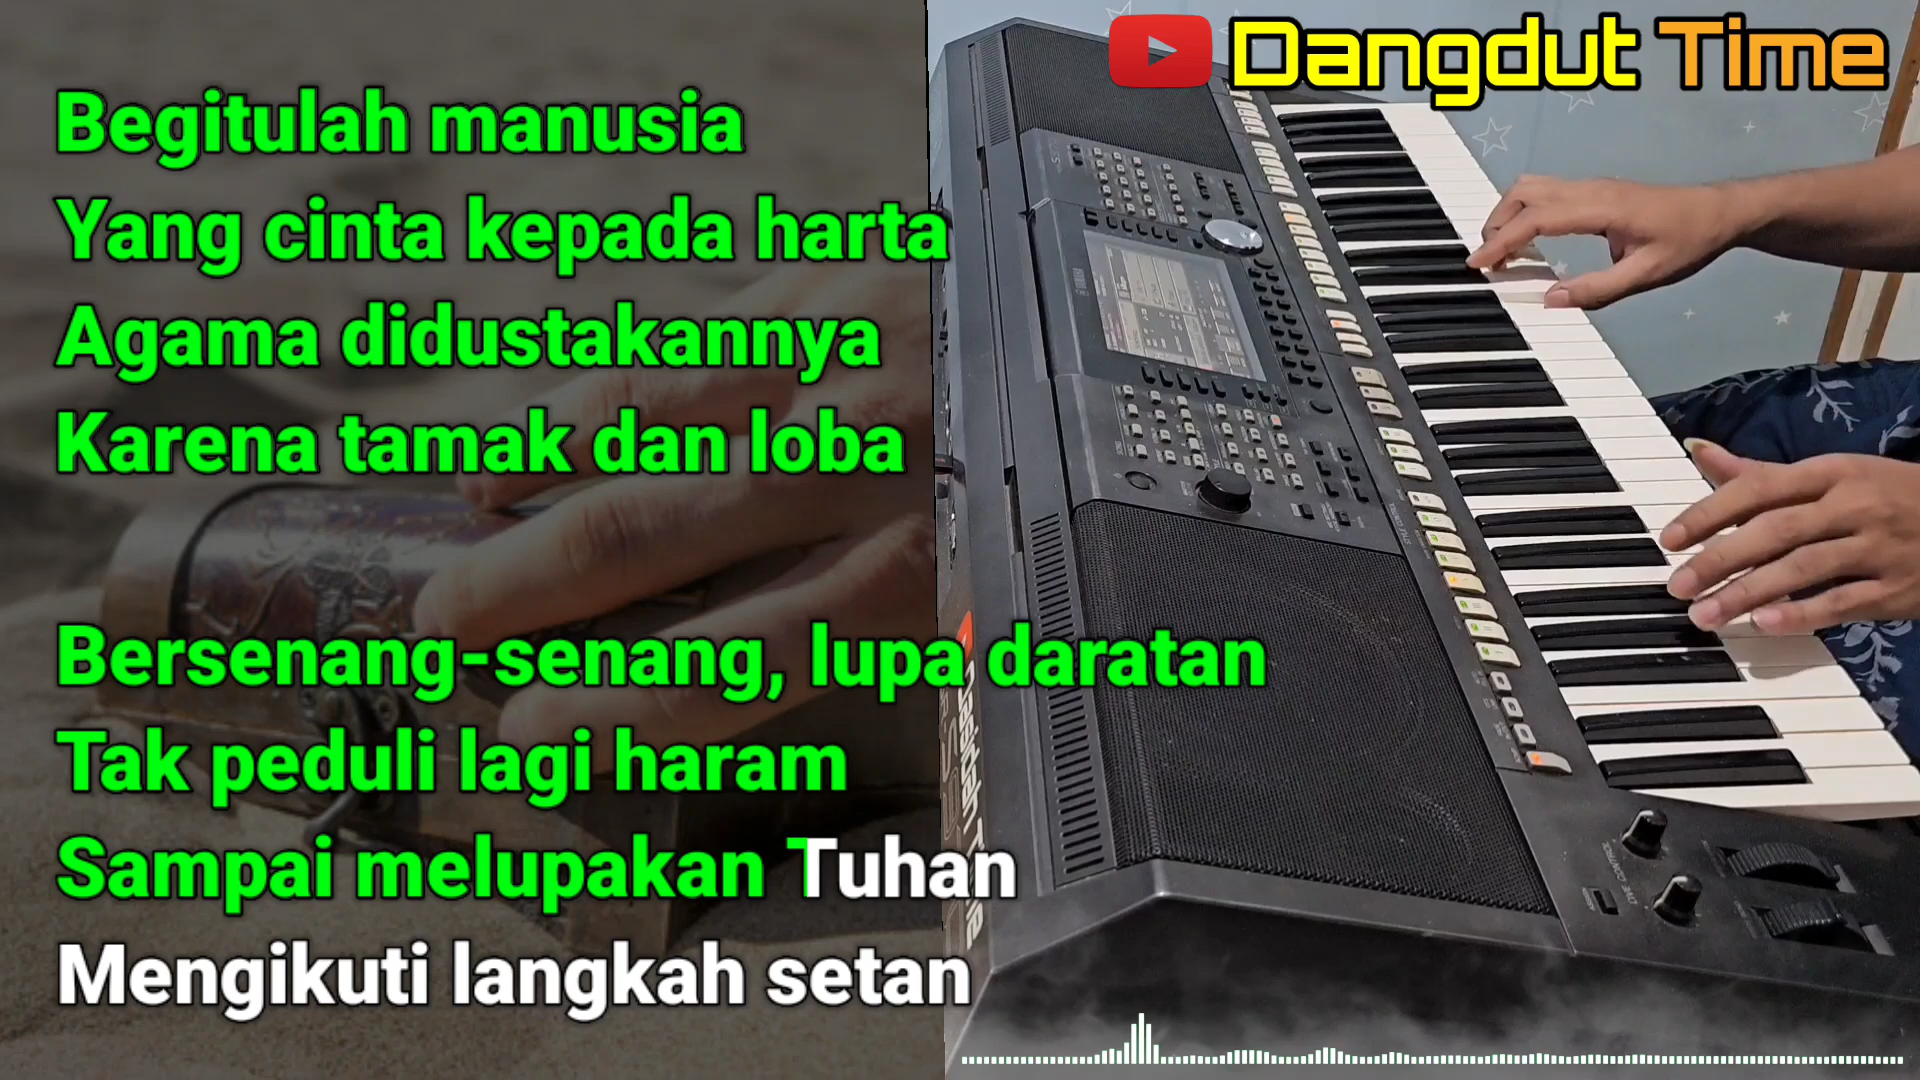 Dangdut Time
Begitulah manusia
Yang cinta kepada harta
Agama didustakannya
Karena tamak dan loba
Bersenang-senang, lupa daratan
Tak peduli lagi haram
Sampai melupakan Tuhan
Mengikuti langkah setan
YAMAHA